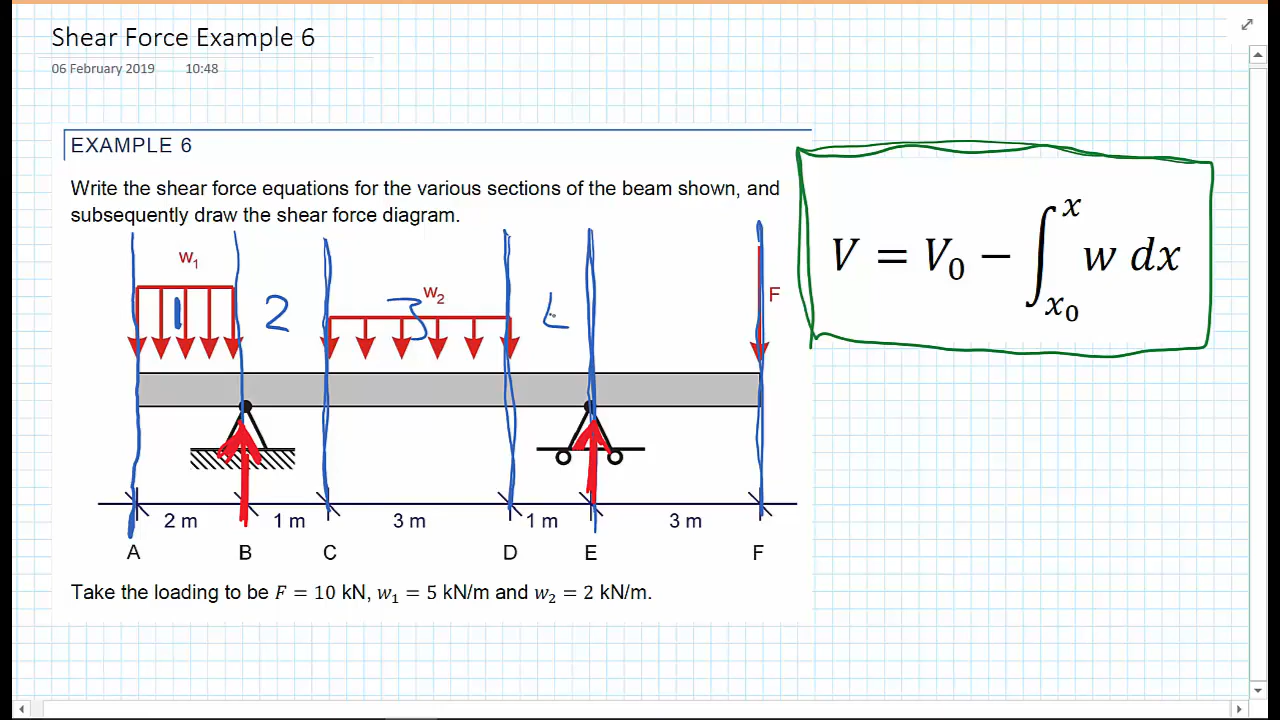 Shear Force Example 6
06 February 2019 10:48
EXAMPLE 6
Write the shear force equations for the various sections of the beam shown, and
subsequently draw the shear force diagram.
w₁
1
2
w₂
3
F
V = V₀ − ∫ₓ₀ˣ w dx
2 m 1 m 3 m 1 m 3 m
A B C D E F
Take the loading to be F = 10 kN, w₁ = 5 kN/m and w₂ = 2 kN/m.